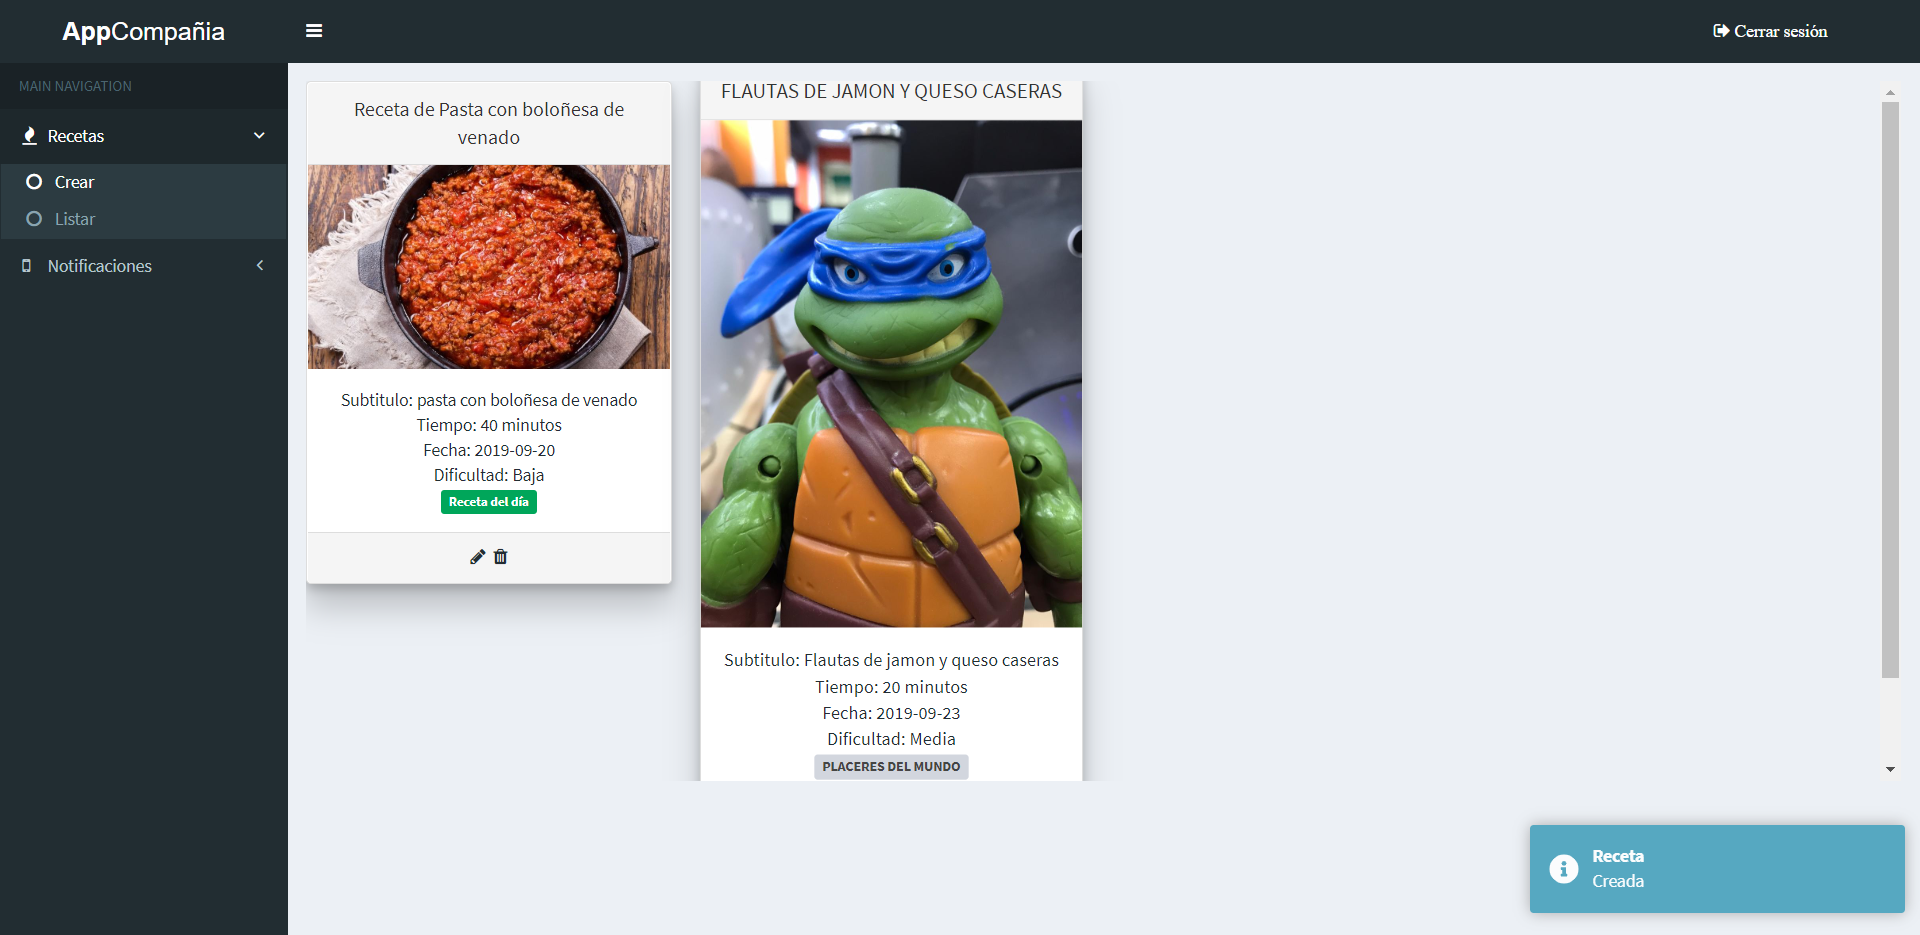 AppCompañia
Cerrar sesión
MAIN NAVIGATION
Recetas
Crear
Listar
Notificaciones
Receta de Pasta con boloñesa de
venado
Subtitulo: pasta con boloñesa de venado
Tiempo: 40 minutos
Fecha: 2019-09-20
Dificultad: Baja
Receta del día
FLAUTAS DE JAMON Y QUESO CASERAS
Subtitulo: Flautas de jamon y queso caseras
Tiempo: 20 minutos
Fecha: 2019-09-23
Dificultad: Media
PLACERES DEL MUNDO
Receta
Creada